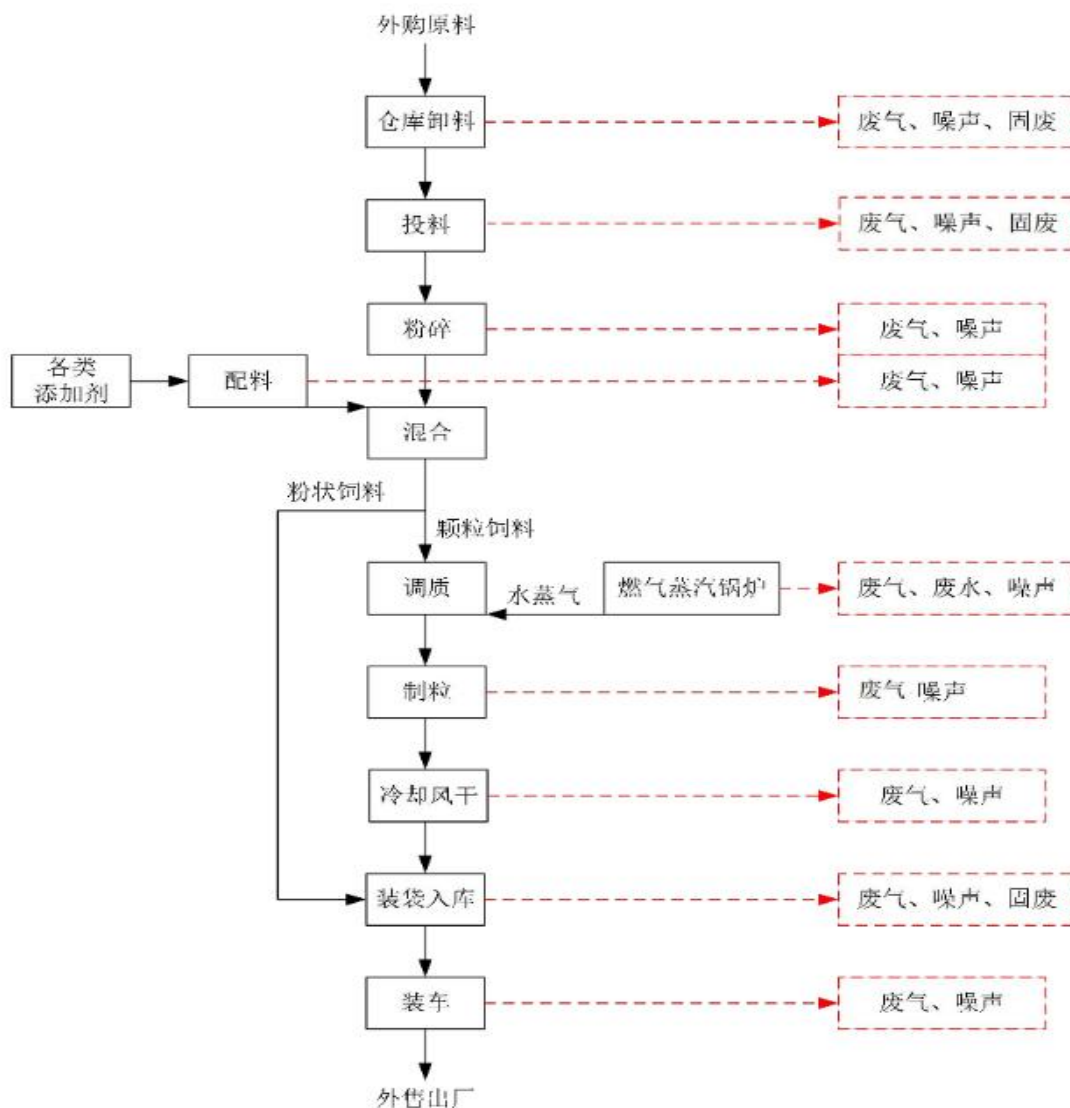 外购原料
仓库卸料
废气、噪声、固废
投料
废气、噪声、固废
粉碎
废气、噪声
各类
添加剂
配料
废气、噪声
混合
粉状饲料
颗粒饲料
调质
水蒸气
燃气蒸汽锅炉
废气、废水、噪声
制粒
废气 噪声
冷却风干
废气、噪声
装袋入库
废气、噪声、固废
装车
废气、噪声
外售出厂